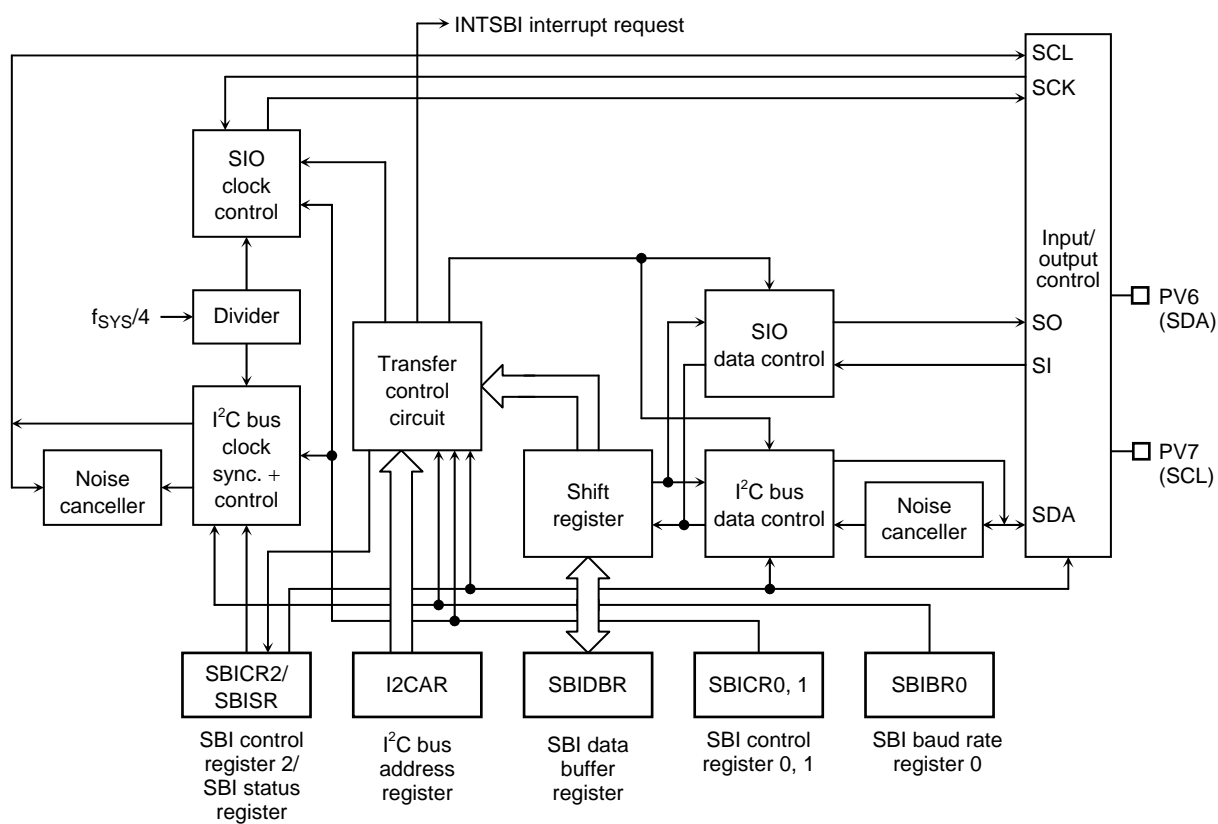 INTSBI interrupt request
SCL
SCK
SIO
clock
control
Input/
output
control
fSYS/4
Divider
PV6
(SDA)
SO
SIO
data control
SI
Transfer
control
circuit
I²C bus
clock
sync. +
control
Noise
canceller
PV7
(SCL)
Shift
register
I²C bus
data control
Noise
canceller
SDA
SBICR2/
SBISR
I2CAR
SBIDBR
SBICR0, 1
SBIBR0
SBI control
register 2/
SBI status
register
I²C bus
address
register
SBI data
buffer
register
SBI control
register 0, 1
SBI baud rate
register 0